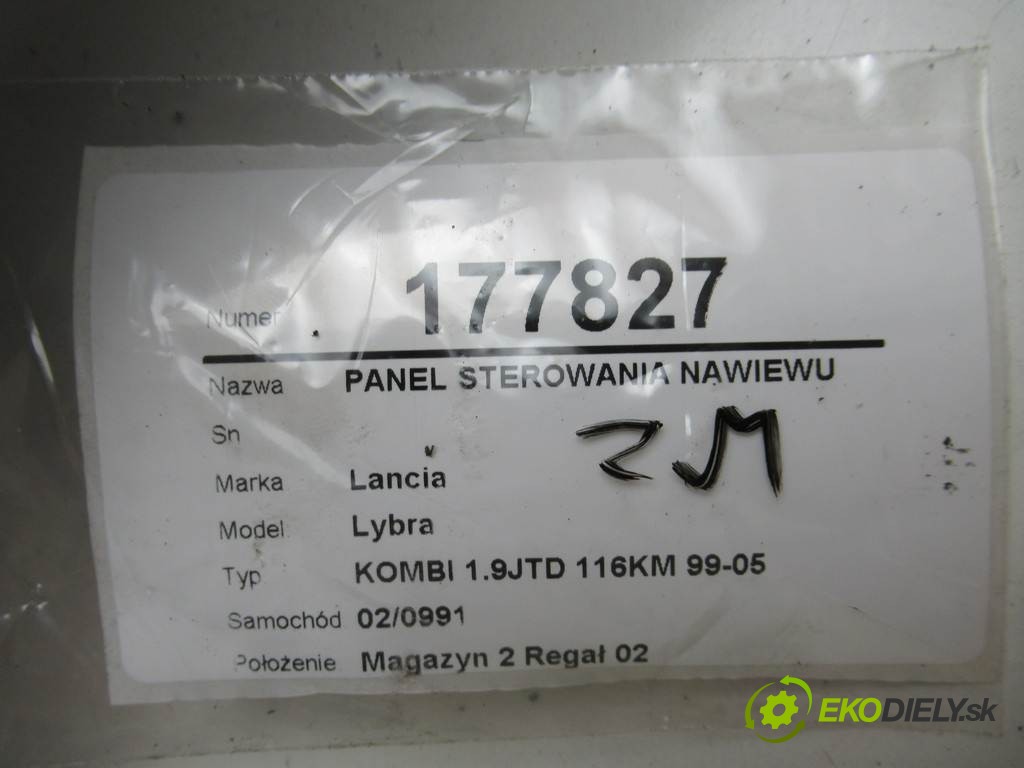 Numer 177827
Nazwa PANEL STEROWANIA NAWIEWU
Sn
ZM
Marka Lancia
Model Lybra
Typ KOMBI 1.9JTD 116KM 99-05
Samochód 02/0991
Położenie Magazyn 2 Regał 02
EKODIELY.sk